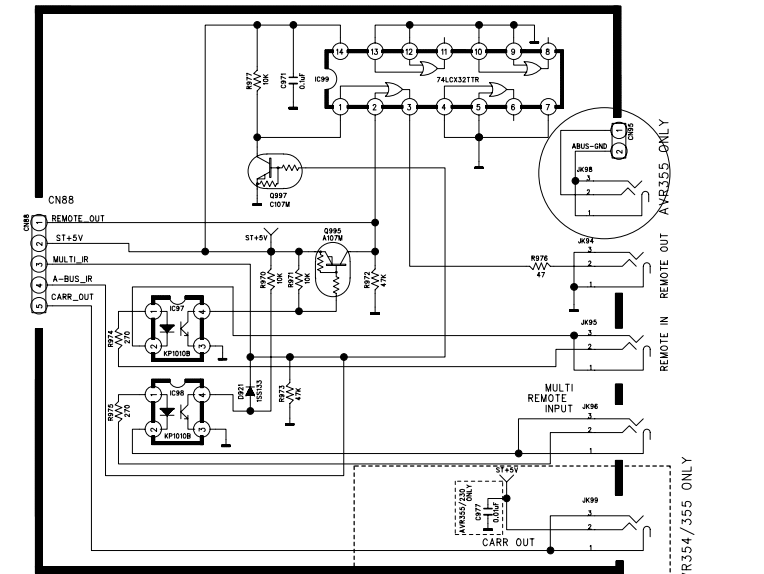 14 13 12 11 10 9 8
IC99
74LCX32TTR
1 2 3 4 5 6 7
R977
10K
C971
0.1uF
Q997
C107M
1 CN95
ABUS-GND 2
JK98
3
2
1
AVR355 ONLY
CN88
CN88
1 REMOTE_OUT
2 ST+5V
3 MULTI_IR
4 A-BUS_IR
5 CARR_OUT
ST+5V
Q995
A107M
R970
10K
R971
10K
R972
47K
R976
47
JK94
3
2
1
REMOTE OUT
R974
270
1 IC97 4
2 3
KP1010B
JK95
3
2
1
REMOTE IN
R975
270
1 IC98 4
2 3
KP1010B
D921
1SS133
R973
47K
MULTI
REMOTE
INPUT
JK96
3
2
1
ST+5V
AVR355/230
ONLY
C977
0.01uF
CARR OUT
JK99
3
2
1
VR354/355 ONLY